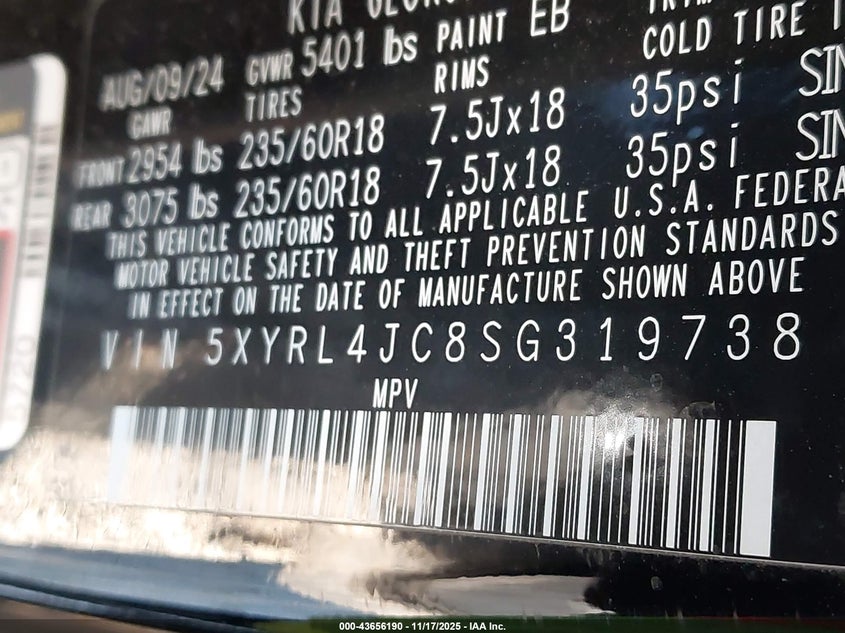 KIA GEOR
AUG/09/24 GVWR 5401 lbs PAINT EB
GAWR TIRES RIMS COLD TIRE
FRONT 2954 lbs 235/60R18 7.5Jx18 35psi SIN
REAR 3075 lbs 235/60R18 7.5Jx18 35psi SIN
THIS VEHICLE CONFORMS TO ALL APPLICABLE U.S.A. FEDERA
MOTOR VEHICLE SAFETY AND THEFT PREVENTION STANDARDS
IN EFFECT ON THE DATE OF MANUFACTURE SHOWN ABOVE
VIN 5XYRL4JC8SG319738
MPV
000-43656190 - 11/17/2025 - IAA Inc.